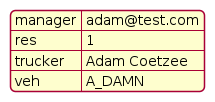 manager adam@test.com
res 1
trucker Adam Coetzee
veh A_DAMN